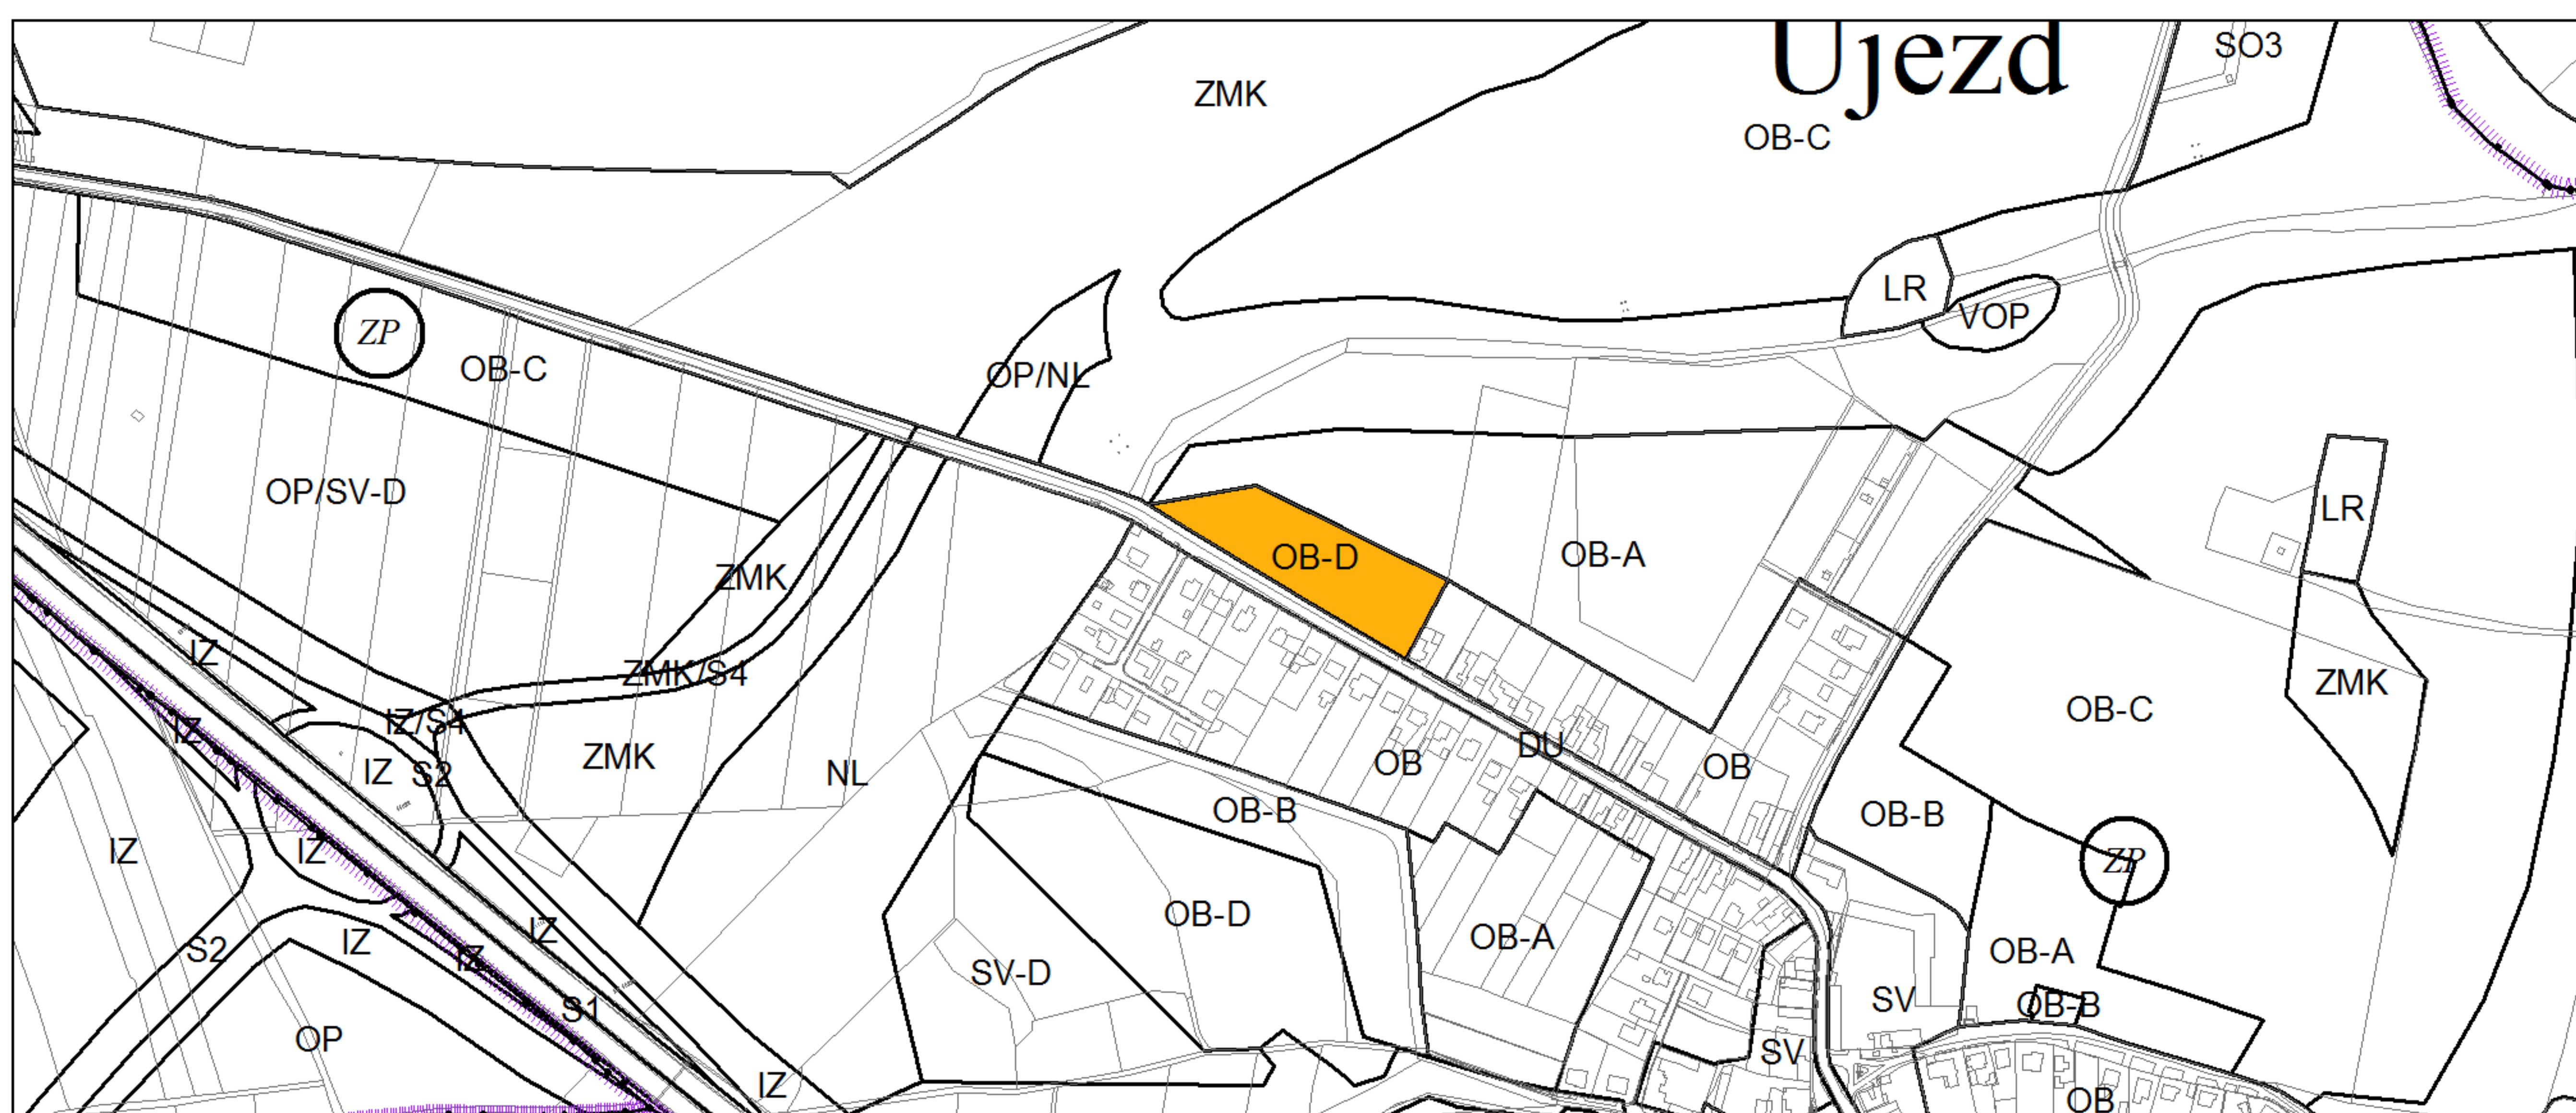 Újezd
SO3
ZMK
OB-C
LR
VOP
ZP
OB-C
OP/NL
OP/SV-D
LR
OB-D
OB-A
ZMK
IZ
ZMK/S4
ZMK
OB-C
IZ/S4
IZ
ZMK
IZ
S2
NL
OB
DU
OB
OB-B
OB-B
IZ
IZ
ZP
OB-D
IZ
OB-A
S2
IZ
IZ
OB-A
SV-D
SV
OB-B
S1
OP
SV
IZ
OB